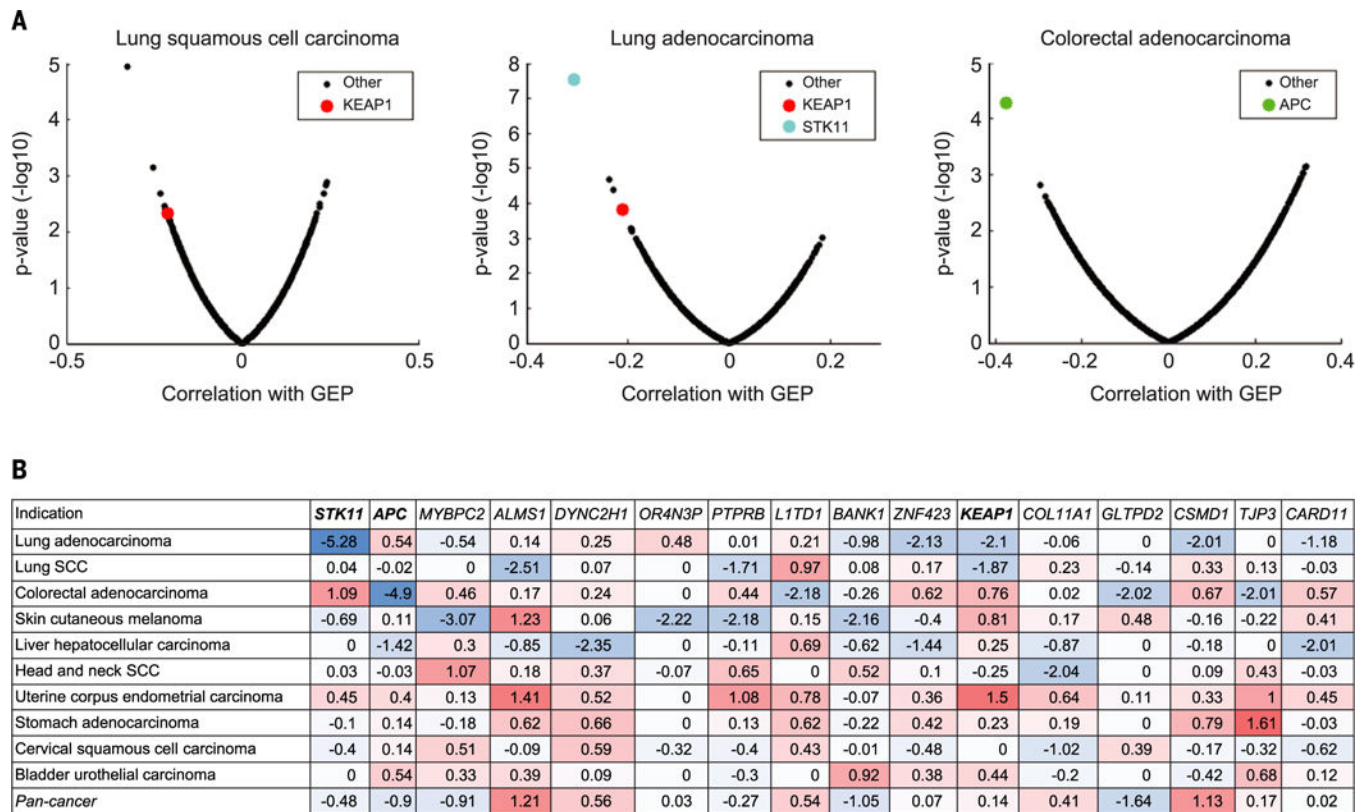 A
Lung squamous cell carcinoma
Lung adenocarcinoma
Colorectal adenocarcinoma
Other
KEAP1
p-value (-log10)
5
4
3
2
1
0
-0.5
0
0.5
Correlation with GEP
Other
KEAP1
STK11
p-value (-log10)
8
7
6
5
4
3
2
1
0
-0.4
-0.2
0
0.2
Correlation with GEP
Other
APC
p-value (-log10)
5
4
3
2
1
0
-0.4
-0.2
0
0.2
0.4
Correlation with GEP
B
Indication STK11 APC MYBPC2 ALMS1 DYNC2H1 OR4N3P PTPRB L1TD1 BANK1 ZNF423 KEAP1 COL11A1 GLTPD2 CSMD1 TJP3 CARD11
Lung adenocarcinoma -5.28 0.54 -0.54 0.14 0.25 0.48 0.01 0.21 -0.98 -2.13 -2.1 -0.06 0 -2.01 0 -1.18
Lung SCC 0.04 -0.02 0 -2.51 0.07 0 -1.71 0.97 0.08 0.17 -1.87 0.23 -0.14 0.33 0.13 -0.03
Colorectal adenocarcinoma 1.09 -4.9 0.46 0.17 0.24 0 0.44 -2.18 -0.26 0.62 0.76 0.02 -2.02 0.67 -2.01 0.57
Skin cutaneous melanoma -0.69 0.11 -3.07 1.23 0.06 -2.22 -2.18 0.15 -2.16 -0.4 0.81 0.21 0.48 -0.16 -0.22 0.41
Liver hepatocellular carcinoma 0 -1.42 0.3 -0.85 -2.35 0 -0.11 0.69 -0.62 -1.44 0.25 -0.87 0 -0.18 0 -2.01
Head and neck SCC 0.03 -0.03 1.07 0.18 0.37 -0.07 0.65 0 0.52 0.1 -0.25 -2.04 0 0.09 0.43 -0.03
Uterine corpus endometrial carcinoma 0.45 0.4 0.13 1.41 0.52 0 1.08 0.78 -0.07 0.36 1.5 0.64 0.11 0.33 1 0.45
Stomach adenocarcinoma -0.1 0.14 -0.18 0.62 0.66 0 0.13 0.62 -0.22 0.42 0.23 0.19 0 0.79 1.61 -0.03
Cervical squamous cell carcinoma -0.4 0.14 0.51 -0.09 0.59 -0.32 -0.4 0.43 -0.01 -0.48 0 -1.02 0.39 -0.17 -0.32 -0.62
Bladder urothelial carcinoma 0 0.54 0.33 0.39 0.09 0 -0.3 0 0.92 0.38 0.44 -0.2 0 -0.42 0.68 0.12
Pan-cancer -0.48 -0.9 -0.91 1.21 0.56 0.03 -0.27 0.54 -1.05 0.07 0.14 0.41 -1.64 1.13 0.17 0.02